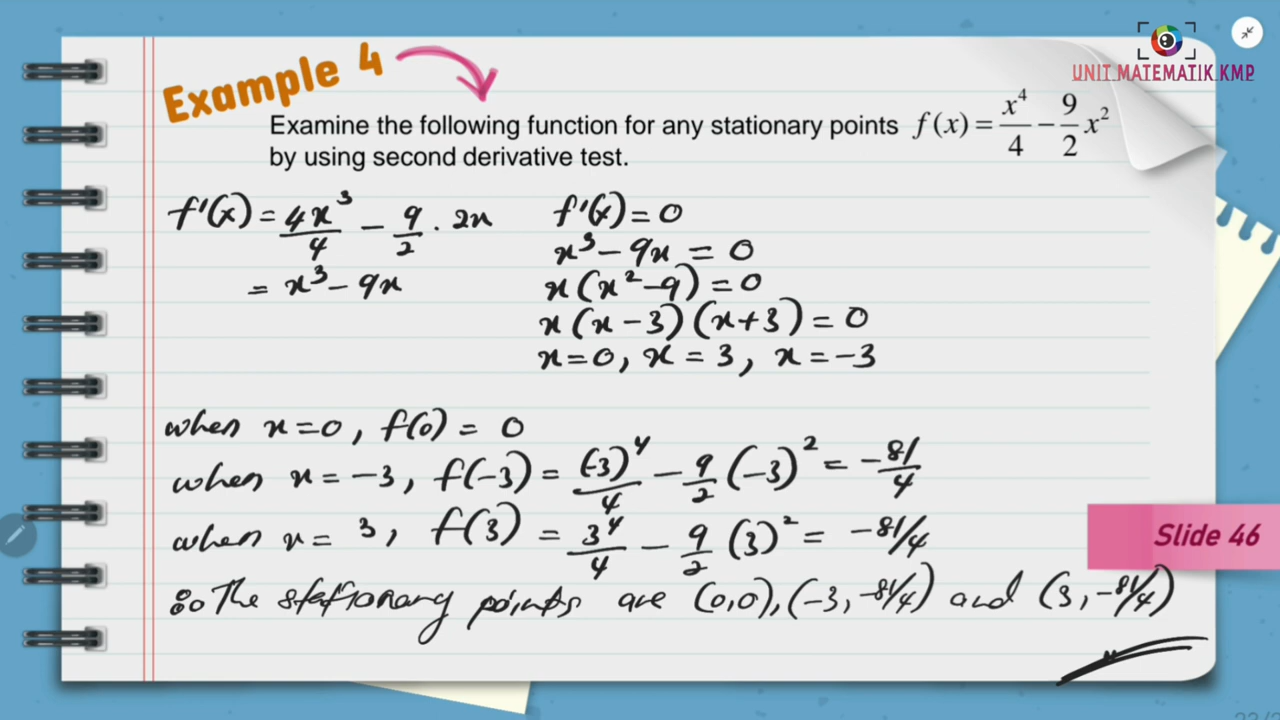 UNIT MATEMATIK KMP
Example 4
Examine the following function for any stationary points f(x) = x⁴/4 − 9/2 x²
by using second derivative test.
f'(x) = 4x³/4 − 9/2 · 2x
= x³ − 9x
f'(x) = 0
x³ − 9x = 0
x(x² − 9) = 0
x(x − 3)(x + 3) = 0
x = 0, x = 3, x = −3
when x = 0, f(0) = 0
when x = −3, f(−3) = (−3)⁴/4 − 9/2 (−3)² = −81/4
when x = 3, f(3) = 3⁴/4 − 9/2 (3)² = −81/4
∴ The stationary points are (0,0), (−3, −81/4) and (3, −81/4)
Slide 46